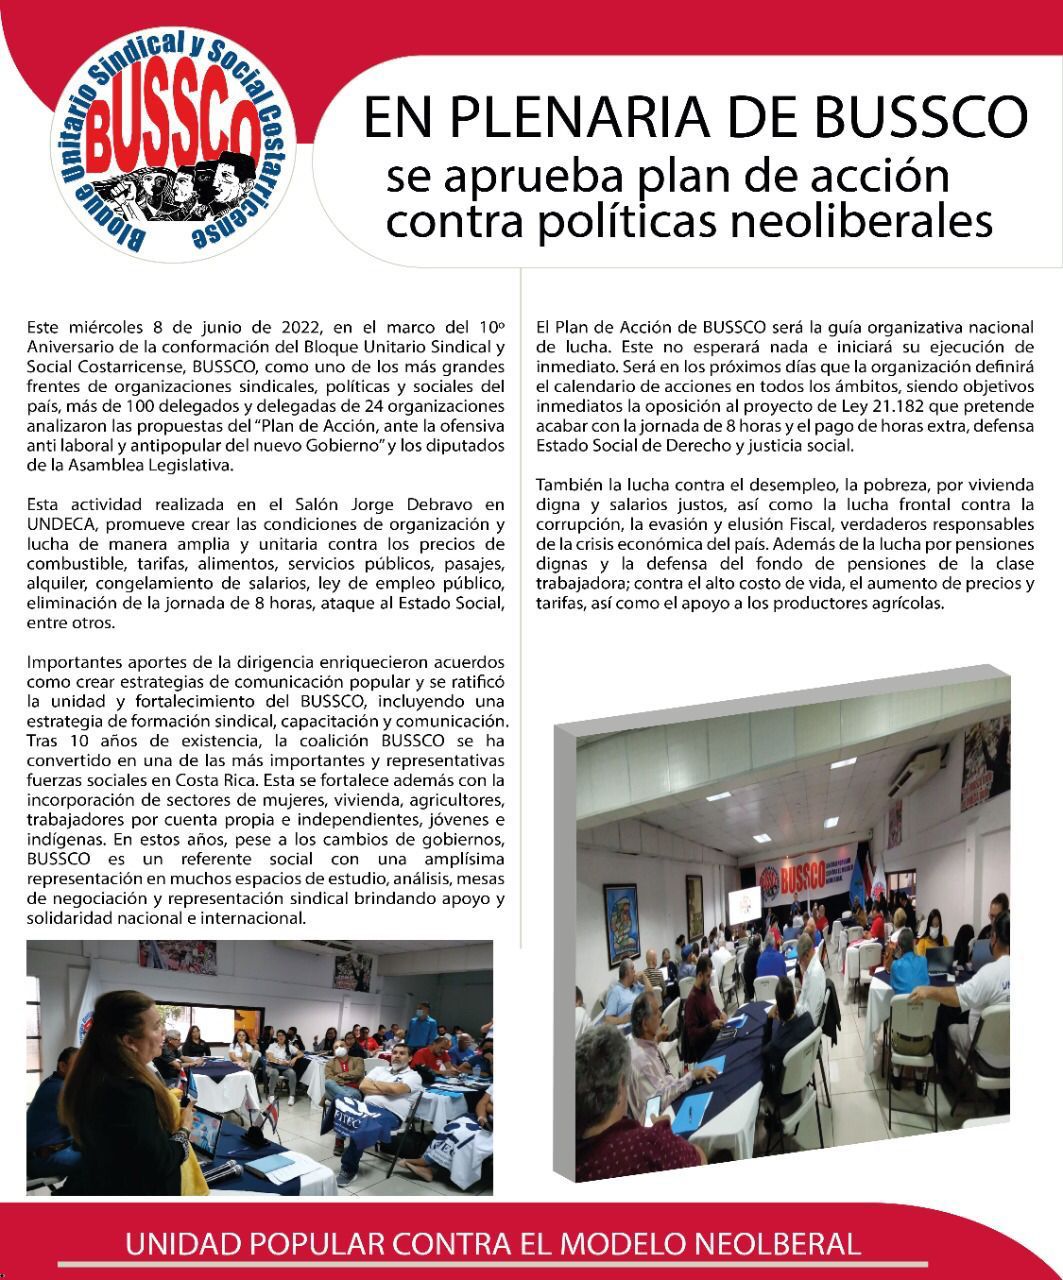 Bloque Unitario Sindical y Social Costarricense
BUSSCO
EN PLENARIA DE BUSSCO
se aprueba plan de acción
contra políticas neoliberales
Este miércoles 8 de junio de 2022, en el marco del 10º
Aniversario de la conformación del Bloque Unitario Sindical y
Social Costarricense, BUSSCO, como uno de los más grandes
frentes de organizaciones sindicales, políticas y sociales del
país, más de 100 delegados y delegadas de 24 organizaciones
analizaron las propuestas del “Plan de Acción, ante la ofensiva
anti laboral y antipopular del nuevo Gobierno” y los diputados
de la Asamblea Legislativa.
Esta actividad realizada en el Salón Jorge Debravo en
UNDECA, promueve crear las condiciones de organización y
lucha de manera amplia y unitaria contra los precios de
combustible, tarifas, alimentos, servicios públicos, pasajes,
alquiler, congelamiento de salarios, ley de empleo público,
eliminación de la jornada de 8 horas, ataque al Estado Social,
entre otros.
Importantes aportes de la dirigencia enriquecieron acuerdos
como crear estrategias de comunicación popular y se ratificó
la unidad y fortalecimiento del BUSSCO, incluyendo una
estrategia de formación sindical, capacitación y comunicación.
Tras 10 años de existencia, la coalición BUSSCO se ha
convertido en una de las más importantes y representativas
fuerzas sociales en Costa Rica. Esta se fortalece además con la
incorporación de sectores de mujeres, vivienda, agricultores,
trabajadores por cuenta propia e independientes, jóvenes e
indígenas. En estos años, pese a los cambios de gobiernos,
BUSSCO es un referente social con una amplísima
representación en muchos espacios de estudio, análisis, mesas
de negociación y representación sindical brindando apoyo y
solidaridad nacional e internacional.
El Plan de Acción de BUSSCO será la guía organizativa nacional
de lucha. Este no esperará nada e iniciará su ejecución de
inmediato. Será en los próximos días que la organización definirá
el calendario de acciones en todos los ámbitos, siendo objetivos
inmediatos la oposición al proyecto de Ley 21.182 que pretende
acabar con la jornada de 8 horas y el pago de horas extra, defensa
Estado Social de Derecho y justicia social.
También la lucha contra el desempleo, la pobreza, por vivienda
digna y salarios justos, así como la lucha frontal contra la
corrupción, la evasión y elusión Fiscal, verdaderos responsables
de la crisis económica del país. Además de la lucha por pensiones
dignas y la defensa del fondo de pensiones de la clase
trabajadora; contra el alto costo de vida, el aumento de precios y
tarifas, así como el apoyo a los productores agrícolas.
BUSSCO
UNIDAD POPULAR CONTRA EL MODELO NEOLBERAL